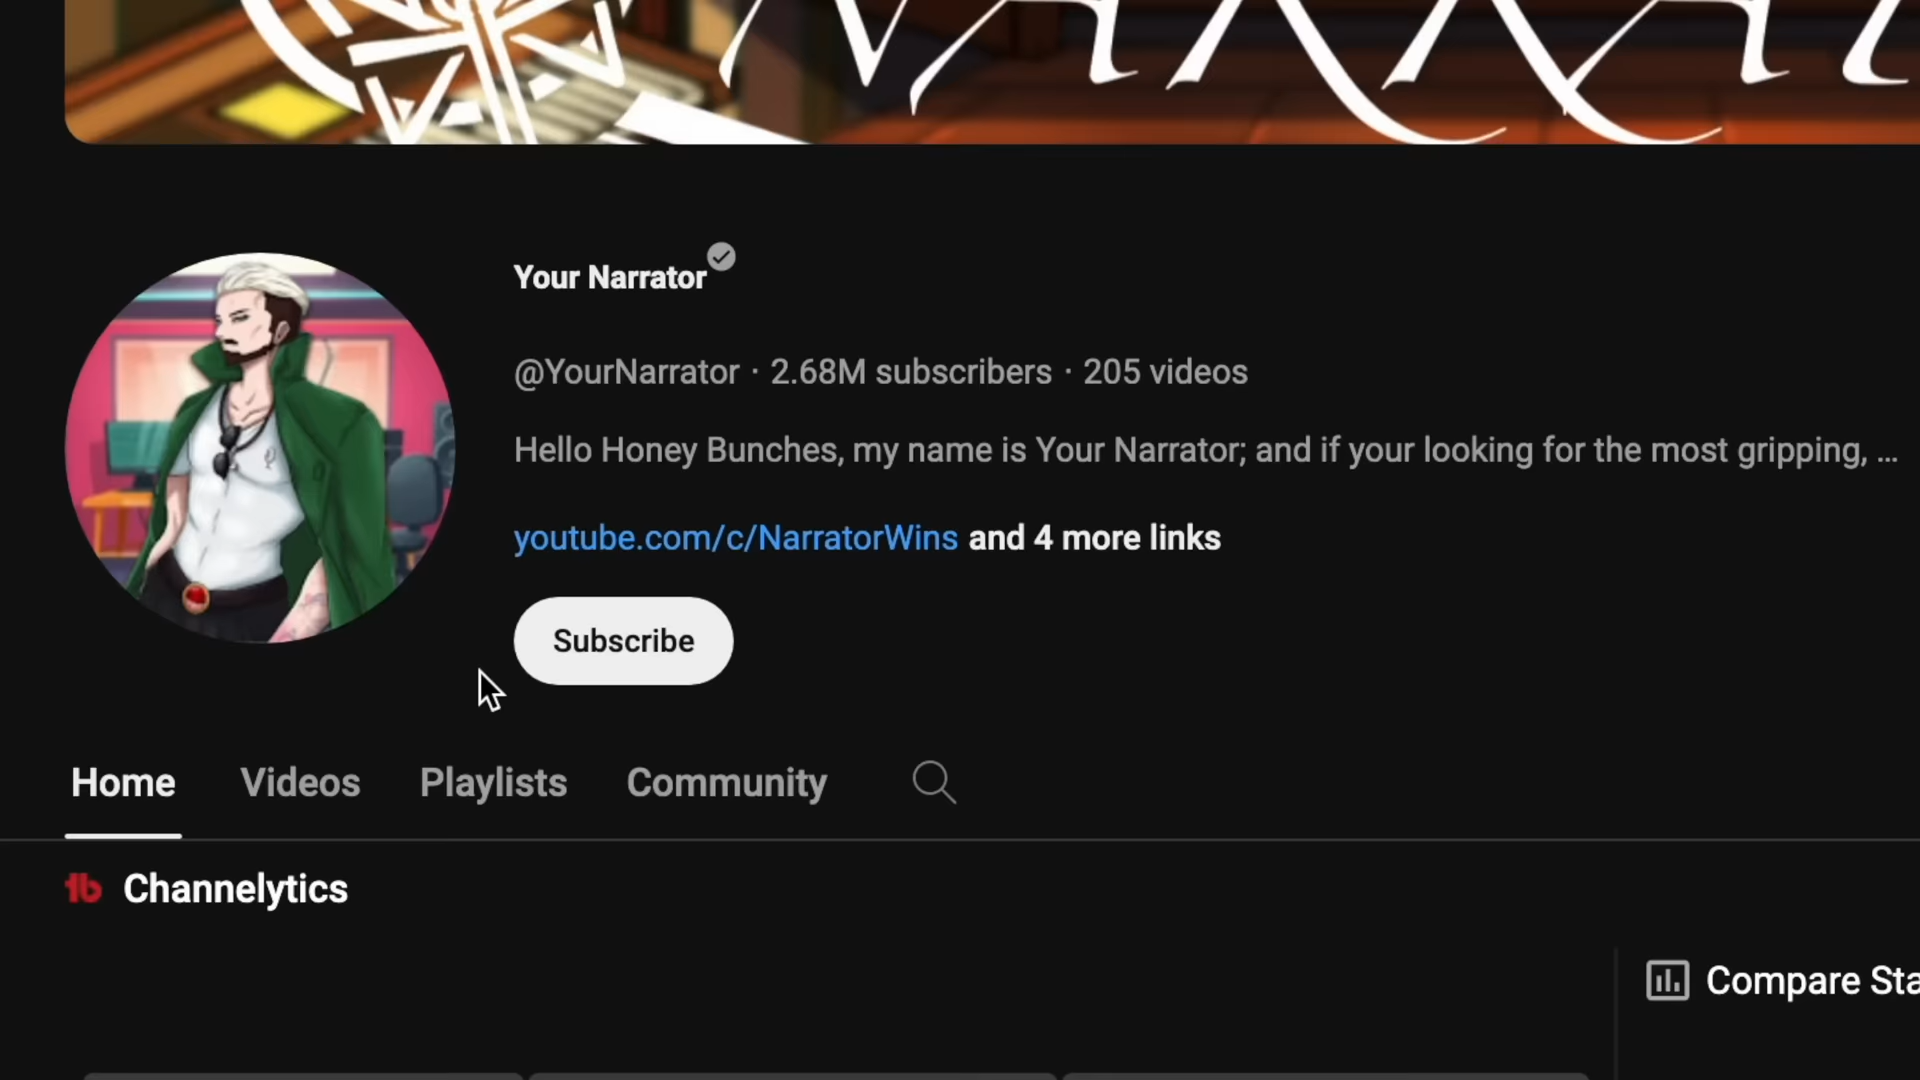 NARRAT
Your Narrator
@YourNarrator · 2.68M subscribers · 205 videos
Hello Honey Bunches, my name is Your Narrator; and if your looking for the most gripping, ...
youtube.com/c/NarratorWins and 4 more links
Subscribe
Home Videos Playlists Community
tb Channelytics
Compare Sta